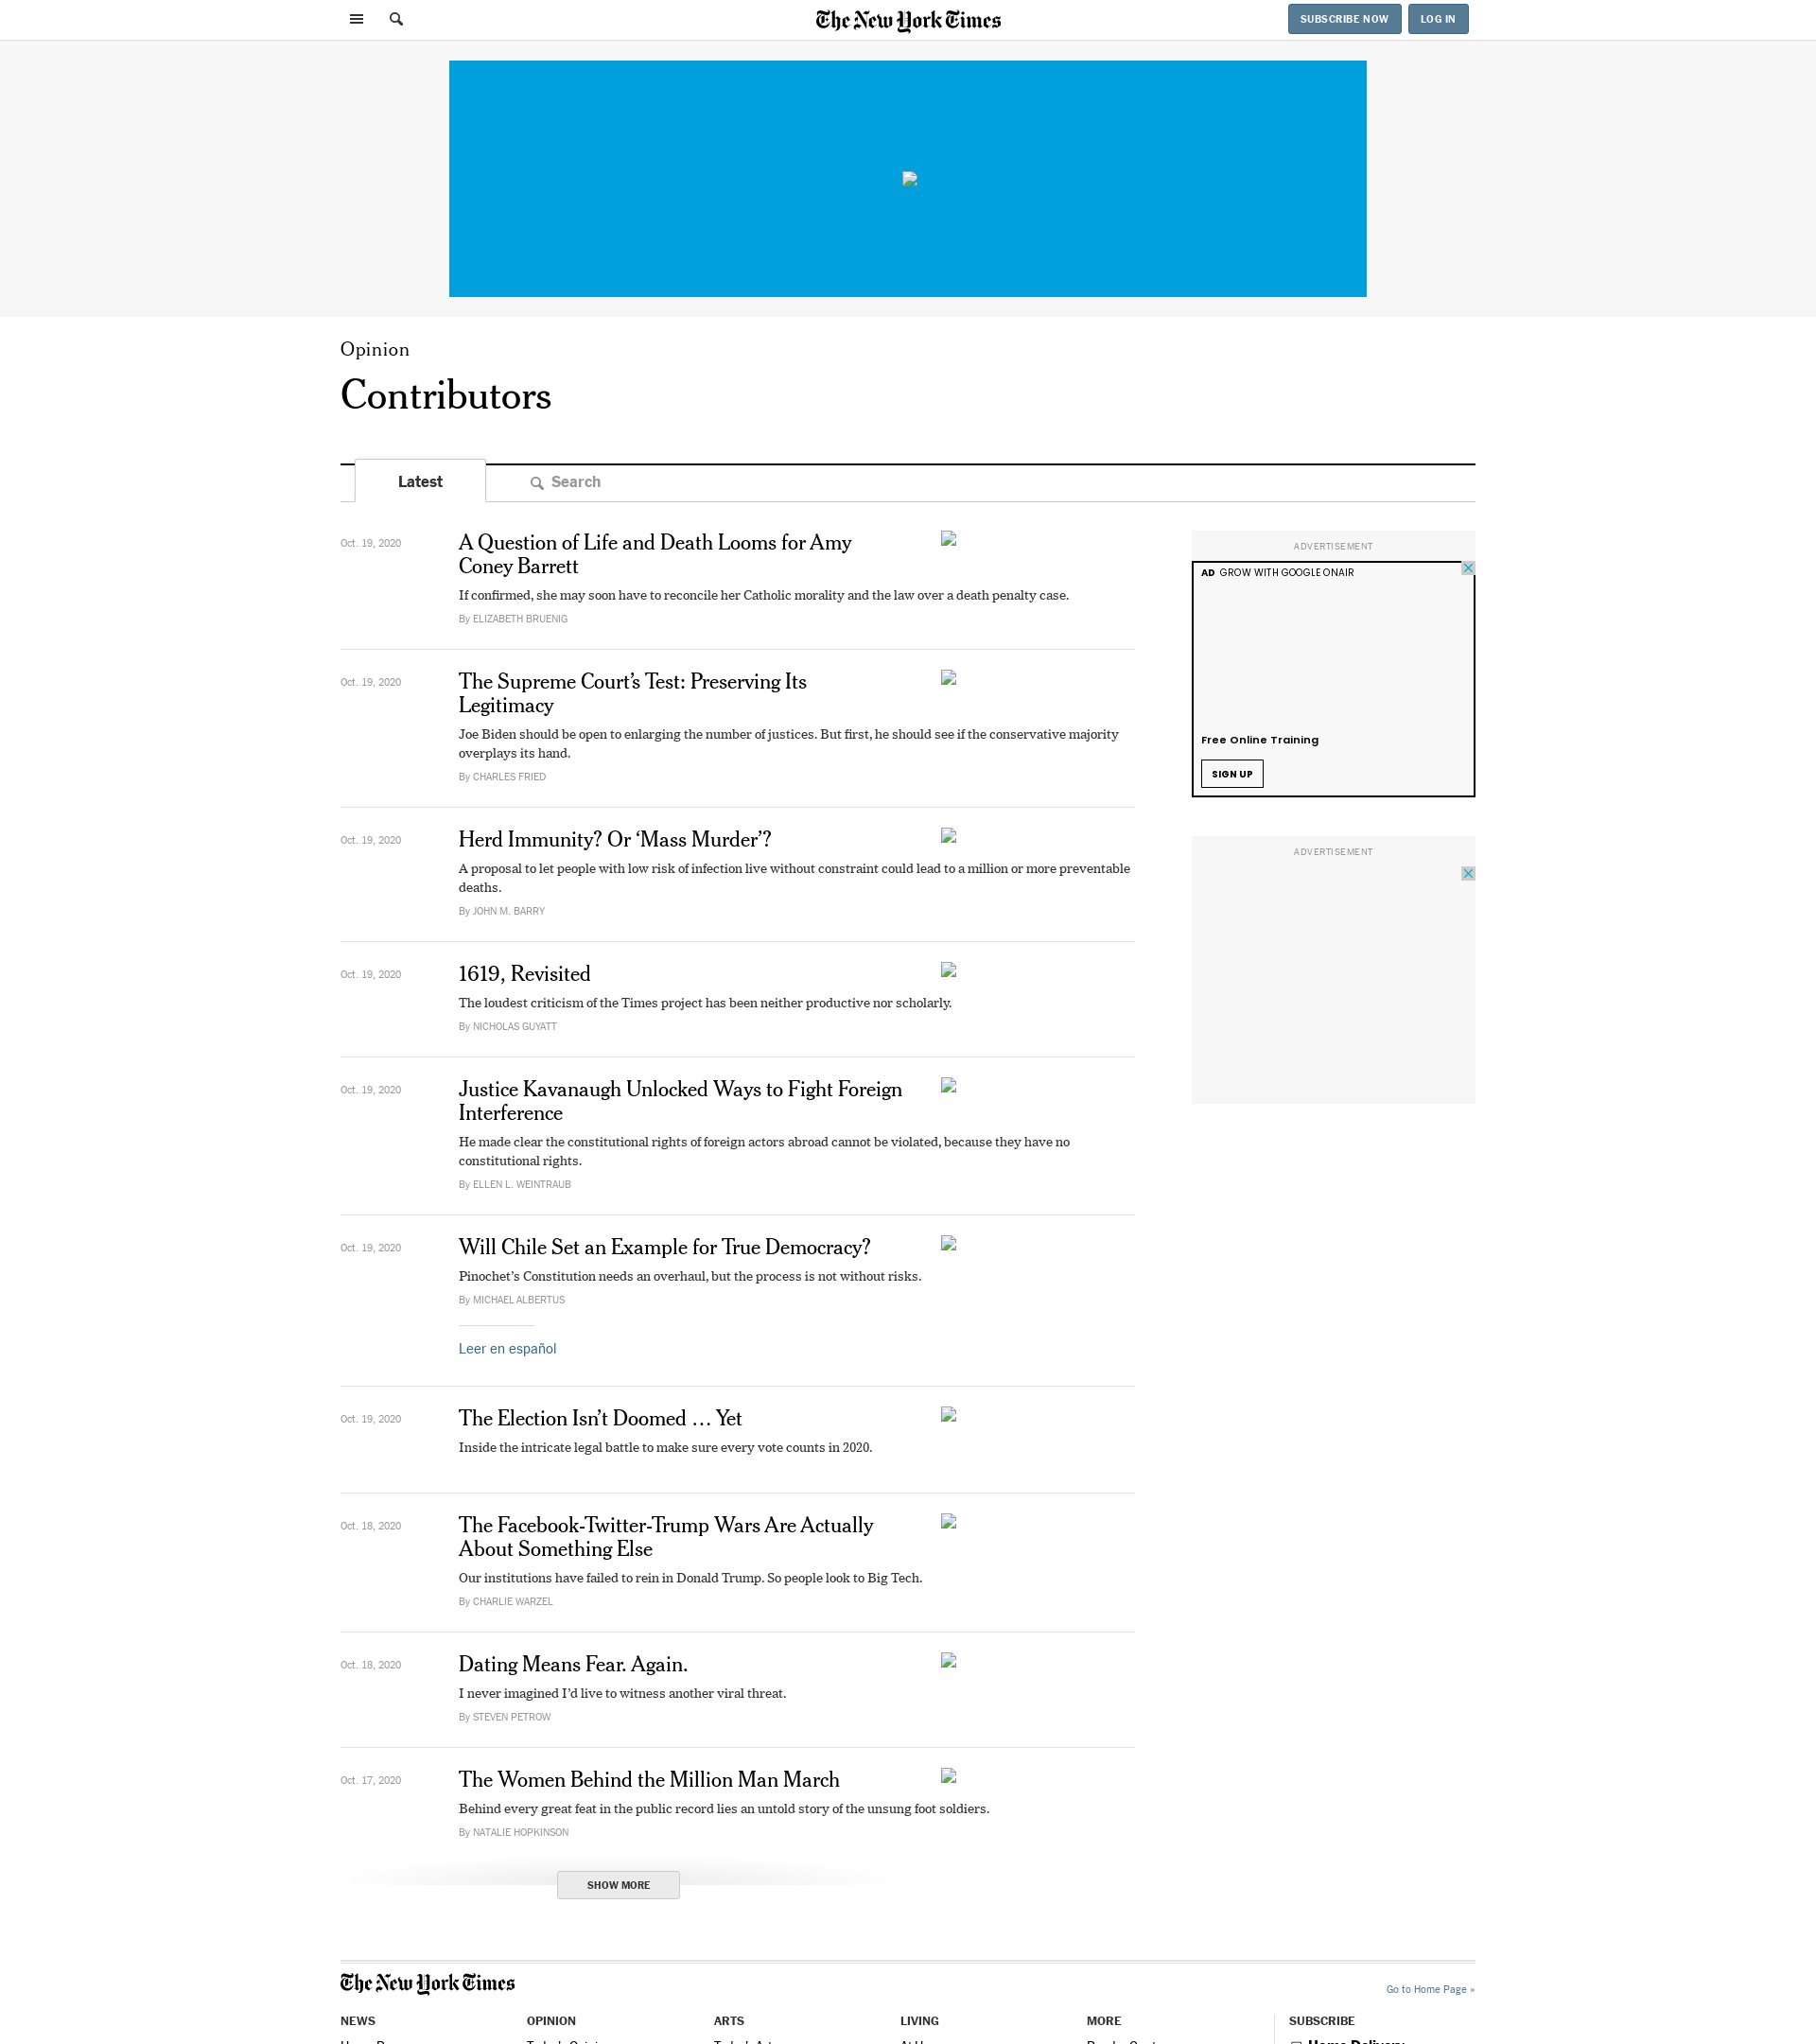 The New York Times
SUBSCRIBE NOW
LOG IN
Opinion
Contributors
Latest
Search
Oct. 19, 2020
A Question of Life and Death Looms for Amy
Coney Barrett
If confirmed, she may soon have to reconcile her Catholic morality and the law over a death penalty case.
By ELIZABETH BRUENIG
Oct. 19, 2020
The Supreme Court’s Test: Preserving Its
Legitimacy
Joe Biden should be open to enlarging the number of justices. But first, he should see if the conservative majority
overplays its hand.
By CHARLES FRIED
Oct. 19, 2020
Herd Immunity? Or ‘Mass Murder’?
A proposal to let people with low risk of infection live without constraint could lead to a million or more preventable
deaths.
By JOHN M. BARRY
Oct. 19, 2020
1619, Revisited
The loudest criticism of the Times project has been neither productive nor scholarly.
By NICHOLAS GUYATT
Oct. 19, 2020
Justice Kavanaugh Unlocked Ways to Fight Foreign
Interference
He made clear the constitutional rights of foreign actors abroad cannot be violated, because they have no
constitutional rights.
By ELLEN L. WEINTRAUB
Oct. 19, 2020
Will Chile Set an Example for True Democracy?
Pinochet’s Constitution needs an overhaul, but the process is not without risks.
By MICHAEL ALBERTUS
Leer en español
Oct. 19, 2020
The Election Isn’t Doomed … Yet
Inside the intricate legal battle to make sure every vote counts in 2020.
Oct. 18, 2020
The Facebook-Twitter-Trump Wars Are Actually
About Something Else
Our institutions have failed to rein in Donald Trump. So people look to Big Tech.
By CHARLIE WARZEL
Oct. 18, 2020
Dating Means Fear. Again.
I never imagined I’d live to witness another viral threat.
By STEVEN PETROW
Oct. 17, 2020
The Women Behind the Million Man March
Behind every great feat in the public record lies an untold story of the unsung foot soldiers.
By NATALIE HOPKINSON
SHOW MORE
ADVERTISEMENT
AD GROW WITH GOOGLE ONAIR
Free Online Training
SIGN UP
ADVERTISEMENT
The New York Times
Go to Home Page »
NEWS
OPINION
ARTS
LIVING
MORE
SUBSCRIBE
Home Delivery